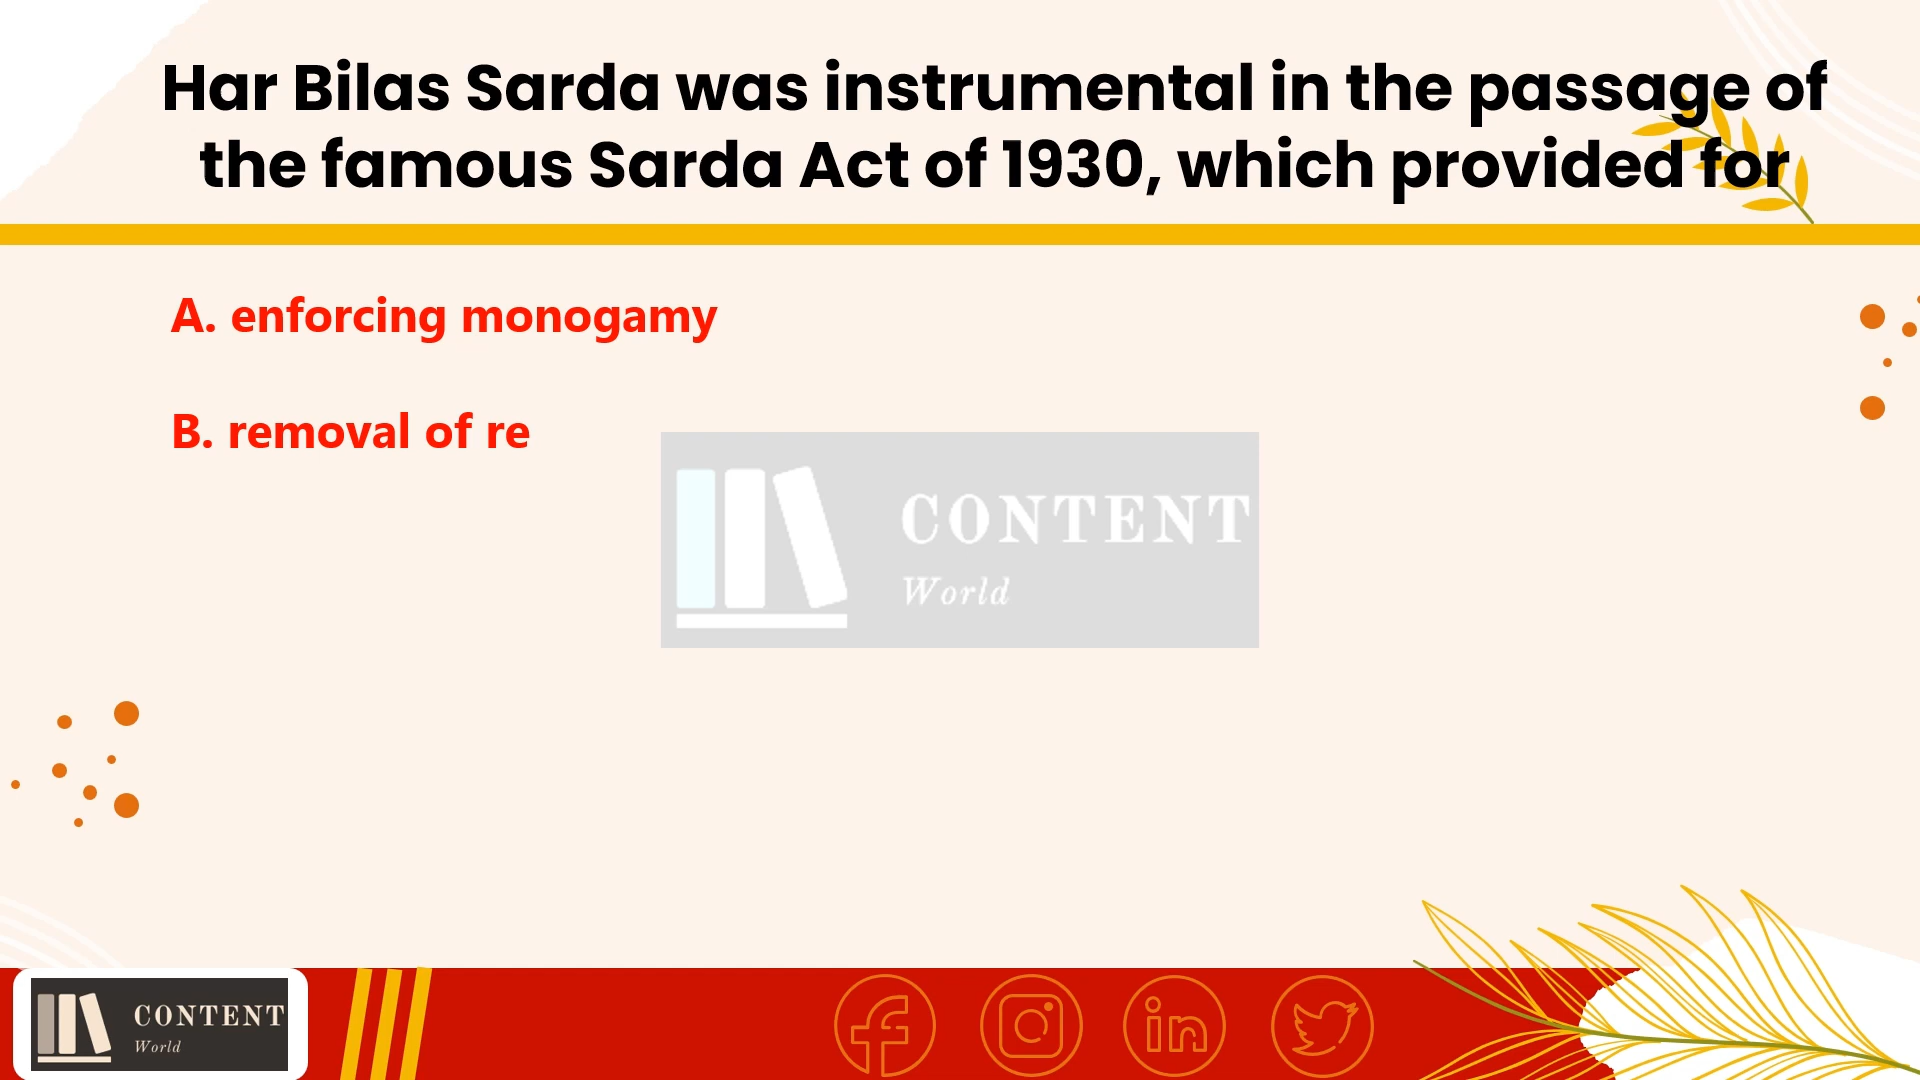 Har Bilas Sarda was instrumental in the passage of
the famous Sarda Act of 1930, which provided for
A. enforcing monogamy
B. removal of re
CONTENT
World
CONTENT
World